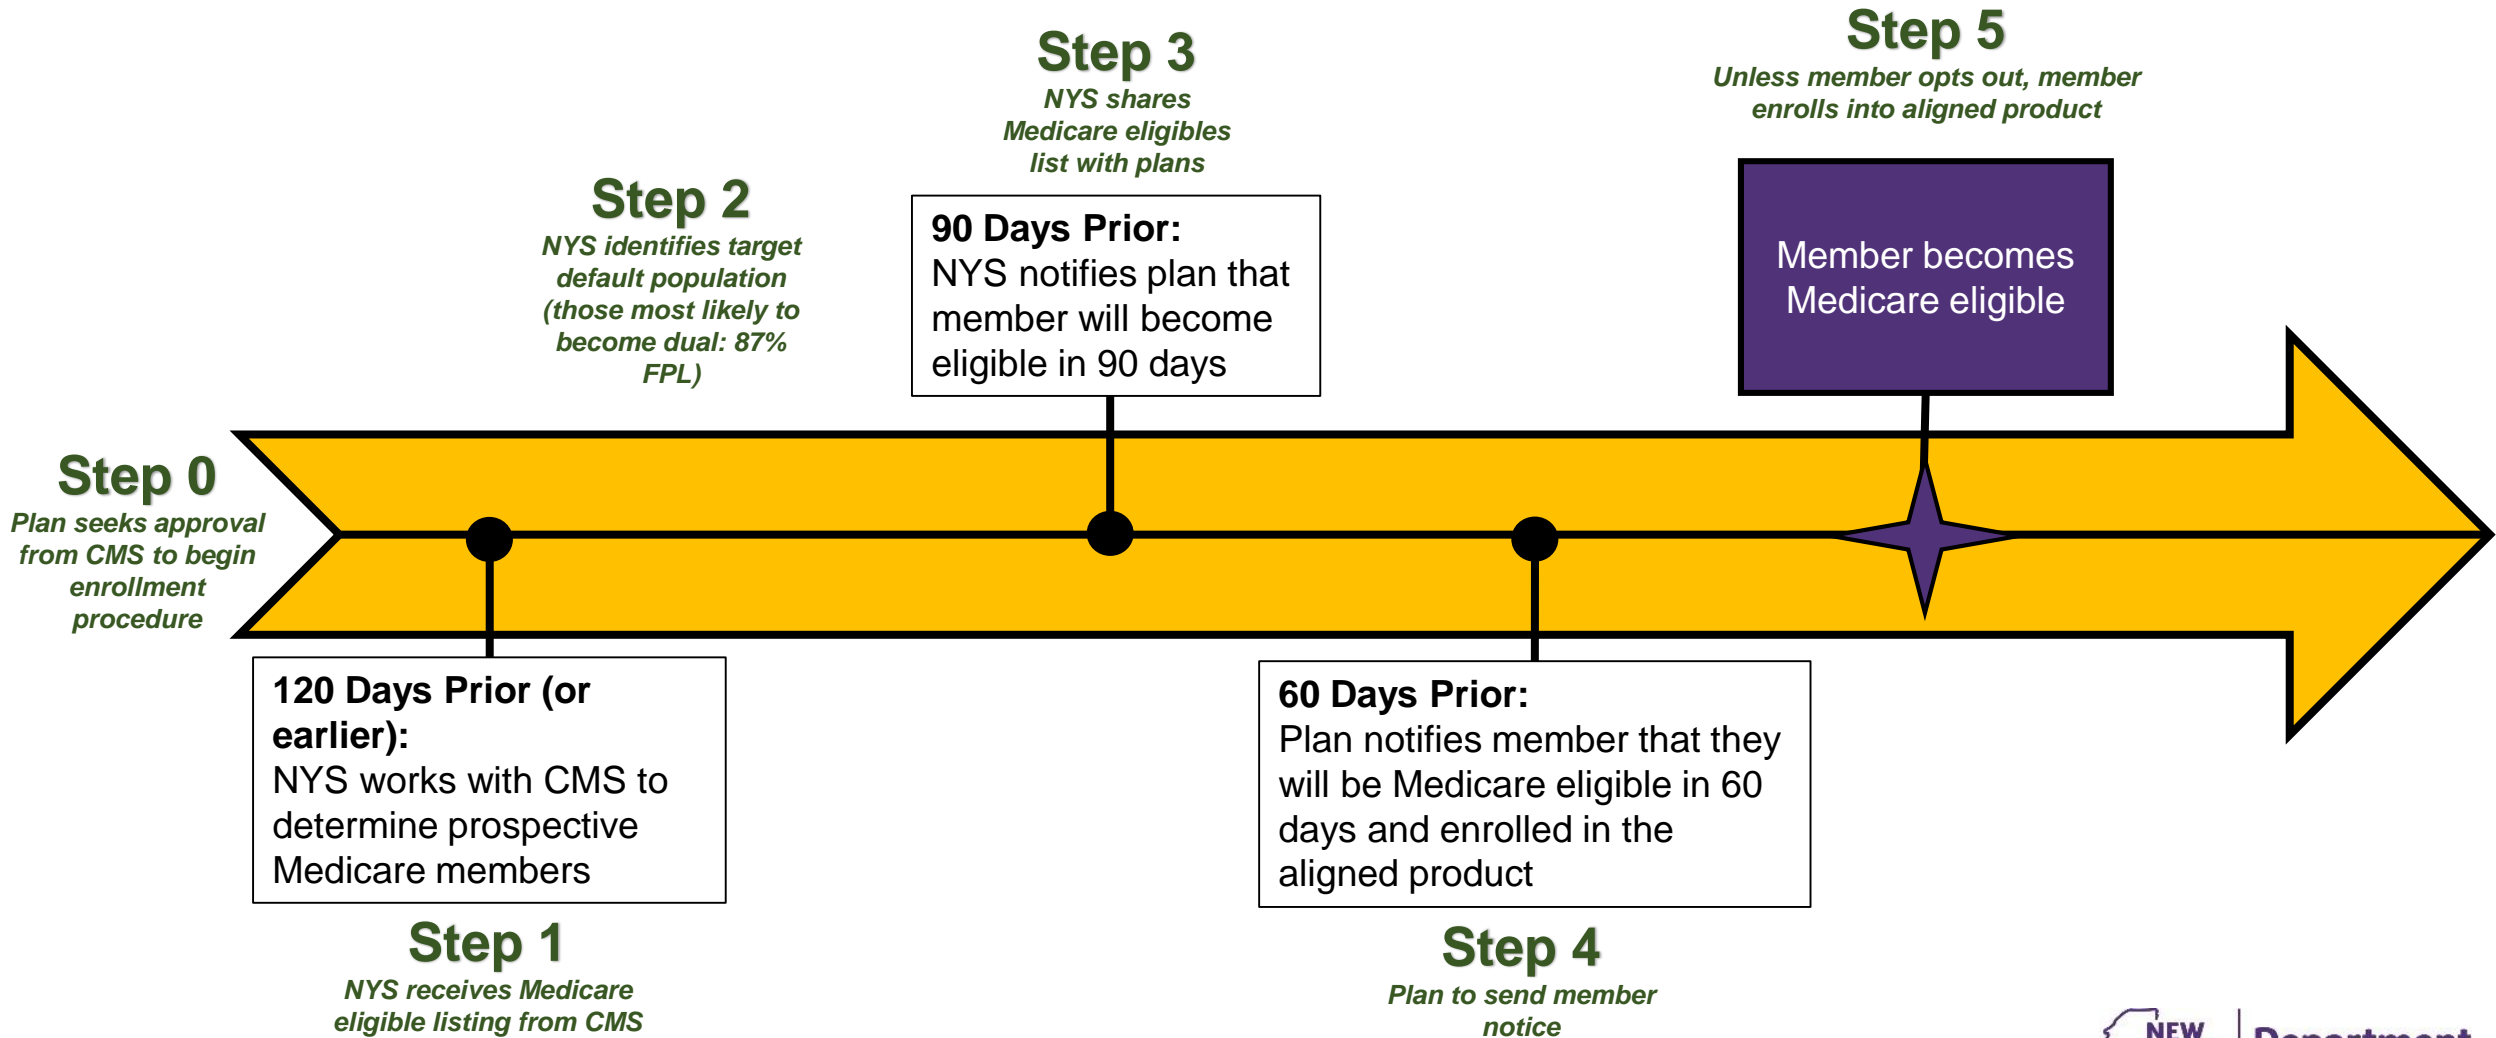 Step 0
Plan seeks approval
from CMS to begin
enrollment
procedure
120 Days Prior (or
earlier):
NYS works with CMS to
determine prospective
Medicare members
Step 1
NYS receives Medicare
eligible listing from CMS
Step 2
NYS identifies target
default population
(those most likely to
become dual: 87%
FPL)
Step 3
NYS shares
Medicare eligibles
list with plans
90 Days Prior:
NYS notifies plan that
member will become
eligible in 90 days
60 Days Prior:
Plan notifies member that they
will be Medicare eligible in 60
days and enrolled in the
aligned product
Step 4
Plan to send member
notice
Step 5
Unless member opts out, member
enrolls into aligned product
Member becomes
Medicare eligible
NEW
Department